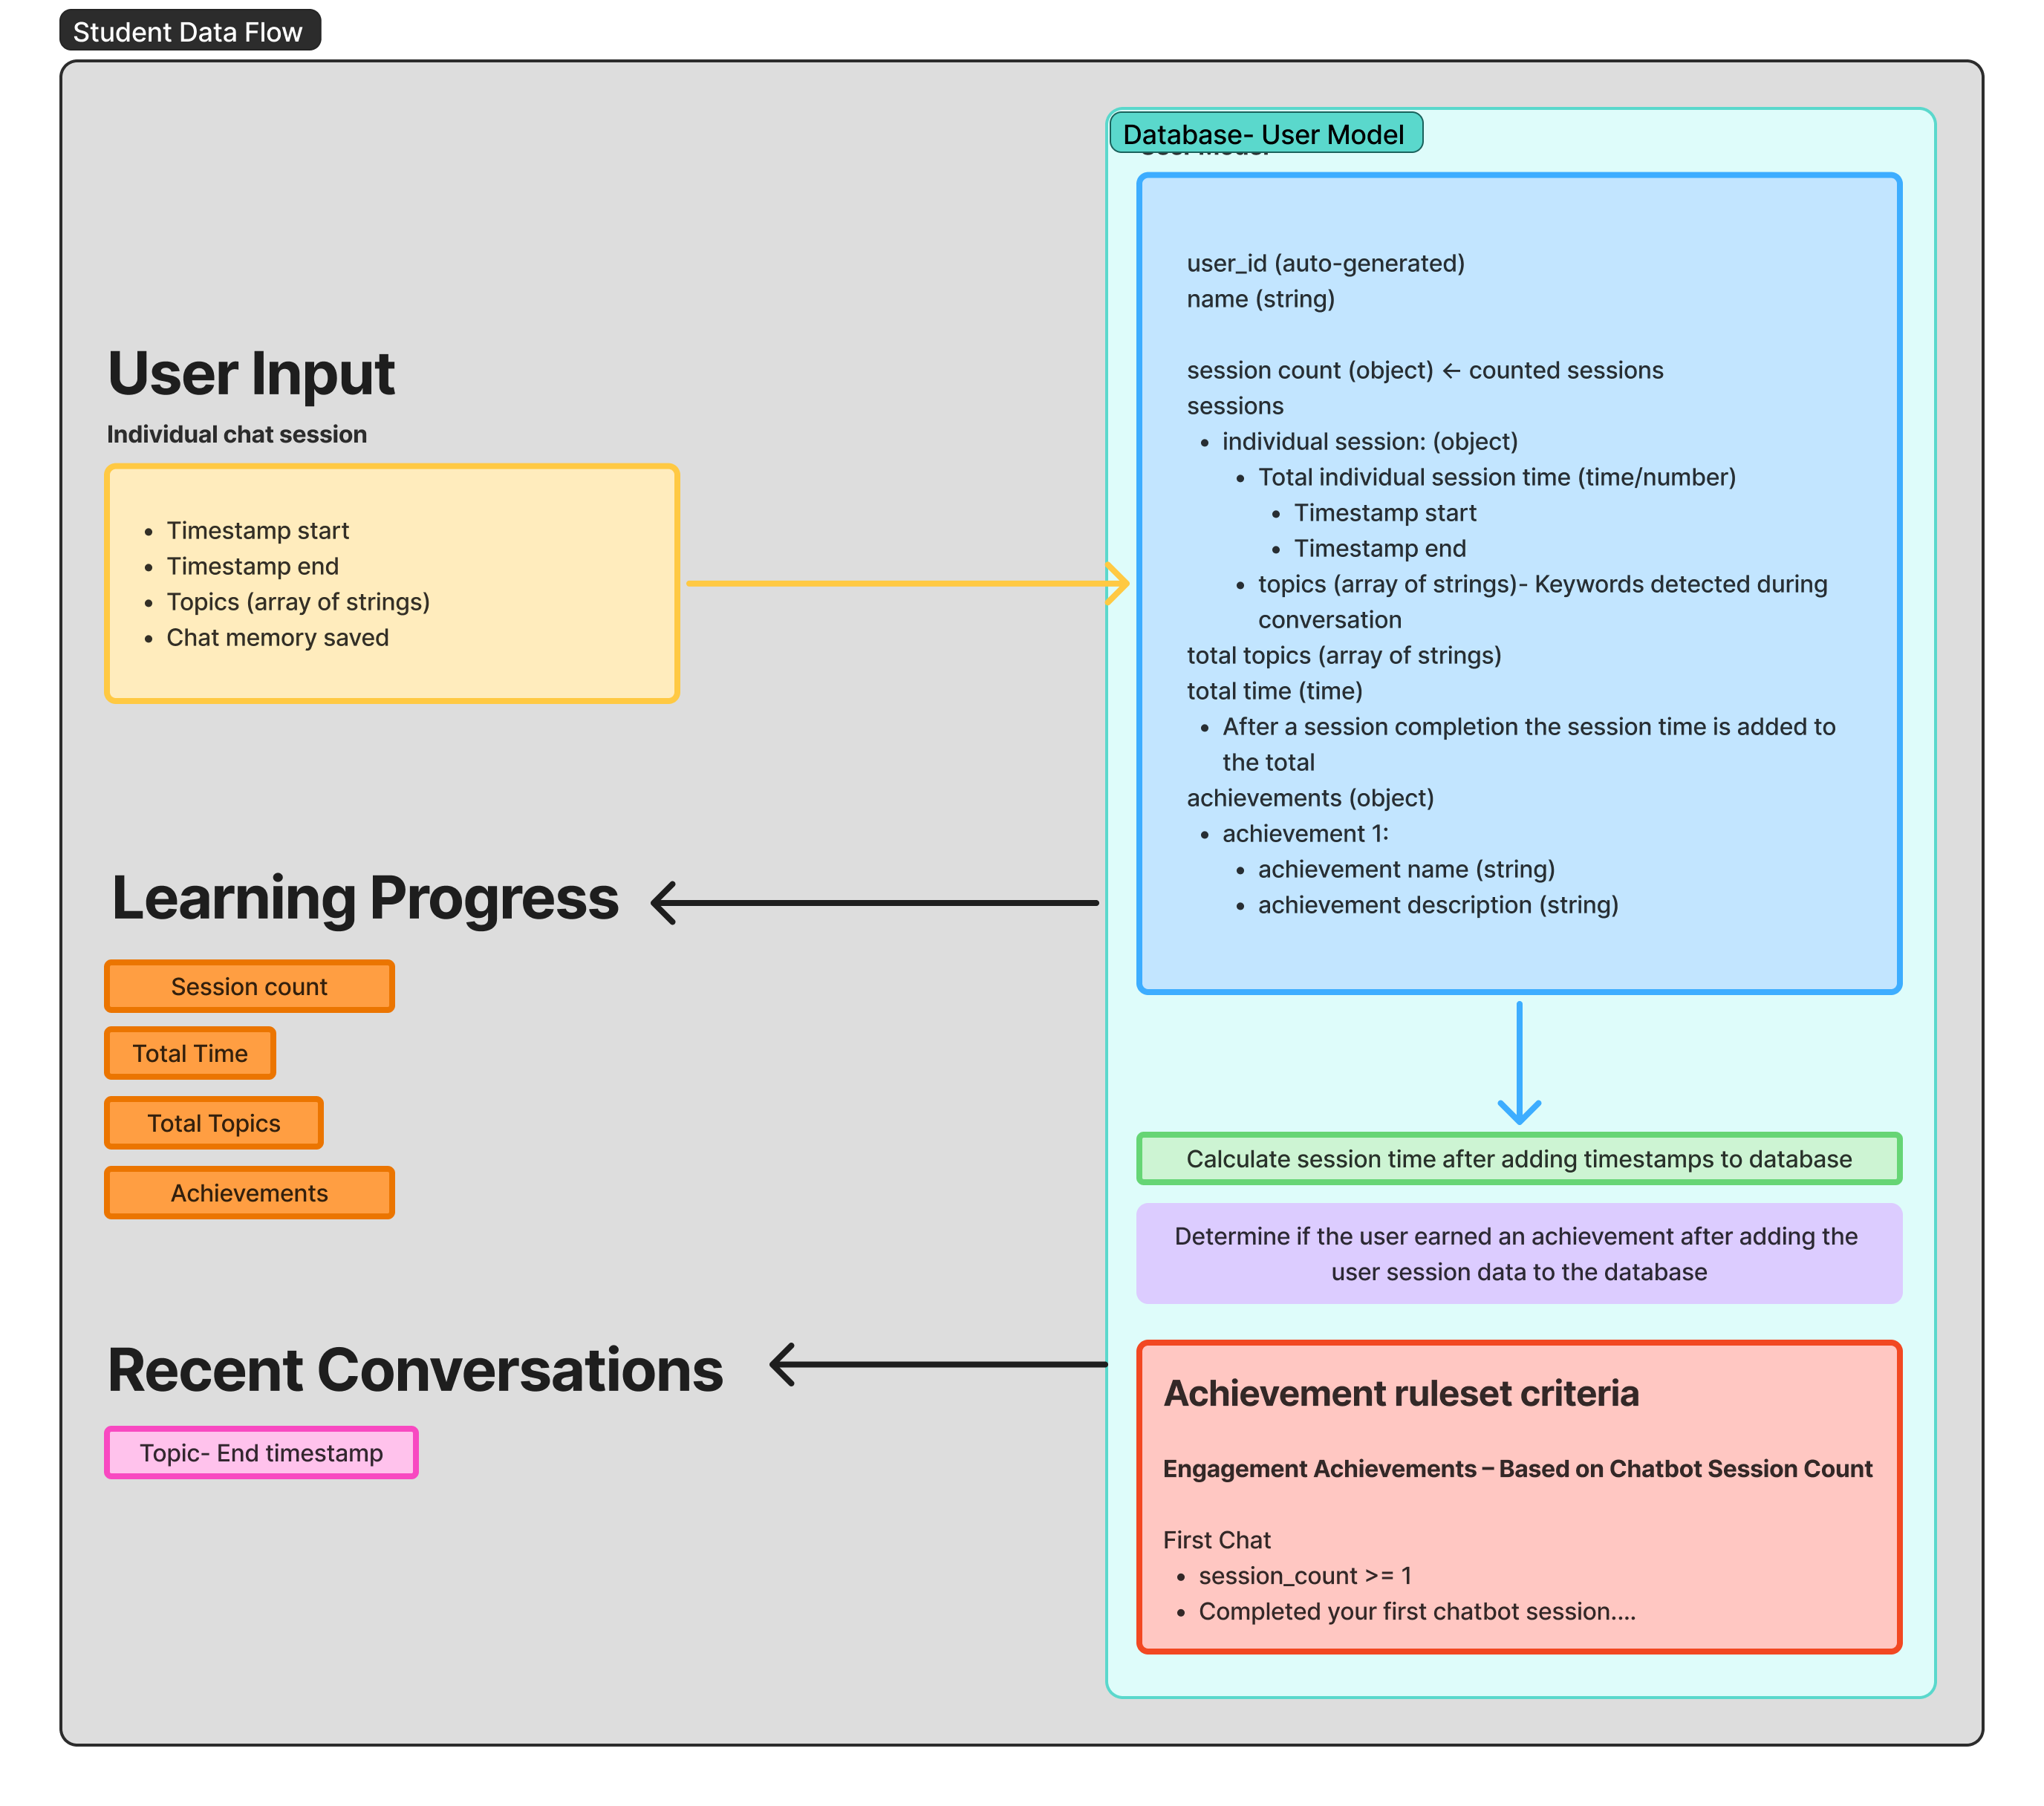 Student Data Flow
Database- User Model
User Input
Individual chat session
• Timestamp start
• Timestamp end
• Topics (array of strings)
• Chat memory saved
user_id (auto-generated)
name (string)
session count (object) ← counted sessions
sessions
• individual session: (object)
• Total individual session time (time/number)
• Timestamp start
• Timestamp end
• topics (array of strings)- Keywords detected during
conversation
total topics (array of strings)
total time (time)
• After a session completion the session time is added to
the total
achievements (object)
• achievement 1:
• achievement name (string)
• achievement description (string)
Learning Progress
Session count
Total Time
Total Topics
Achievements
Calculate session time after adding timestamps to database
Determine if the user earned an achievement after adding the
user session data to the database
Recent Conversations
Topic- End timestamp
Achievement ruleset criteria
Engagement Achievements – Based on Chatbot Session Count
First Chat
• session_count >= 1
• Completed your first chatbot session....